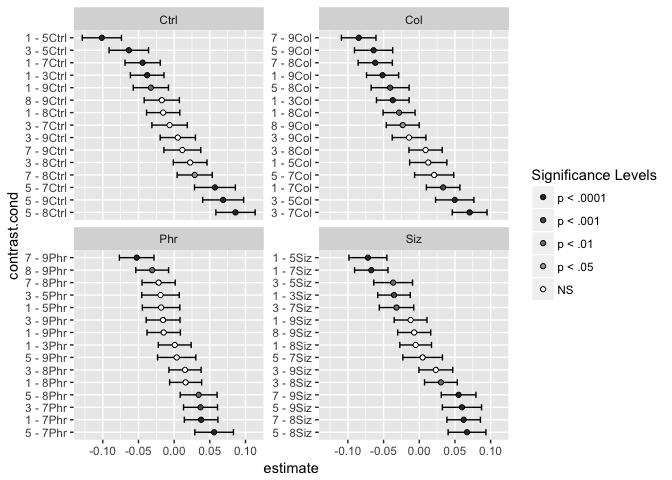 Ctrl
1 - 5Ctrl
3 - 5Ctrl
1 - 7Ctrl
1 - 3Ctrl
1 - 9Ctrl
8 - 9Ctrl
1 - 8Ctrl
3 - 7Ctrl
3 - 9Ctrl
7 - 9Ctrl
3 - 8Ctrl
7 - 8Ctrl
5 - 7Ctrl
5 - 9Ctrl
5 - 8Ctrl
Col
7 - 9Col
5 - 9Col
7 - 8Col
1 - 9Col
5 - 8Col
1 - 3Col
1 - 8Col
8 - 9Col
3 - 9Col
3 - 8Col
1 - 5Col
5 - 7Col
1 - 7Col
3 - 5Col
3 - 7Col
Phr
7 - 9Phr
8 - 9Phr
7 - 8Phr
3 - 5Phr
1 - 5Phr
3 - 9Phr
1 - 9Phr
1 - 3Phr
5 - 9Phr
3 - 8Phr
1 - 8Phr
5 - 8Phr
3 - 7Phr
1 - 7Phr
5 - 7Phr
Siz
1 - 5Siz
1 - 7Siz
3 - 5Siz
1 - 3Siz
3 - 7Siz
1 - 9Siz
8 - 9Siz
1 - 8Siz
5 - 7Siz
3 - 9Siz
3 - 8Siz
7 - 9Siz
5 - 9Siz
7 - 8Siz
5 - 8Siz
-0.10 -0.05 0.00 0.05 0.10
-0.10 -0.05 0.00 0.05 0.10
estimate
contrast.cond
Significance Levels
p < .0001
p < .001
p < .01
p < .05
NS